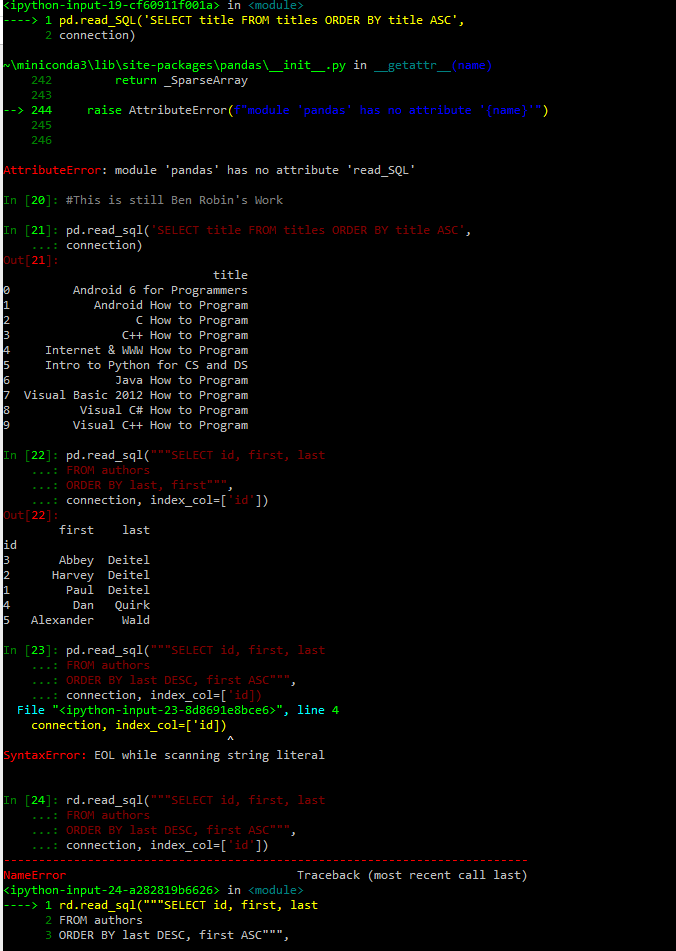 <ipython-input-19-cf60911f001a> in <module>
----> 1 pd.read_SQL('SELECT title FROM titles ORDER BY title ASC',
      2 connection)
~\miniconda3\lib\site-packages\pandas\__init__.py in __getattr__(name)
    242         return _SparseArray
    243
--> 244     raise AttributeError(f"module 'pandas' has no attribute '{name}'")
    245
    246
AttributeError: module 'pandas' has no attribute 'read_SQL'
In [20]: #This is still Ben Robin's Work
In [21]: pd.read_sql('SELECT title FROM titles ORDER BY title ASC',
    ...: connection)
Out[21]:
                              title
0         Android 6 for Programmers
1            Android How to Program
2                  C How to Program
3                C++ How to Program
4     Internet & WWW How to Program
5     Intro to Python for CS and DS
6               Java How to Program
7  Visual Basic 2012 How to Program
8          Visual C# How to Program
9         Visual C++ How to Program
In [22]: pd.read_sql("""SELECT id, first, last
    ...: FROM authors
    ...: ORDER BY last, first""",
    ...: connection, index_col=['id'])
Out[22]:
        first    last
id
3       Abbey  Deitel
2      Harvey  Deitel
1        Paul  Deitel
4         Dan   Quirk
5   Alexander    Wald
In [23]: pd.read_sql("""SELECT id, first, last
    ...: FROM authors
    ...: ORDER BY last DESC, first ASC""",
    ...: connection, index_col=['id])
  File "<ipython-input-23-8d8691e8bce6>", line 4
    connection, index_col=['id])
                                ^
SyntaxError: EOL while scanning string literal
In [24]: rd.read_sql("""SELECT id, first, last
    ...: FROM authors
    ...: ORDER BY last DESC, first ASC""",
    ...: connection, index_col=['id'])
---------------------------------------------------------------------------
NameError                                 Traceback (most recent call last)
<ipython-input-24-a282819b6626> in <module>
----> 1 rd.read_sql("""SELECT id, first, last
      2 FROM authors
      3 ORDER BY last DESC, first ASC""",